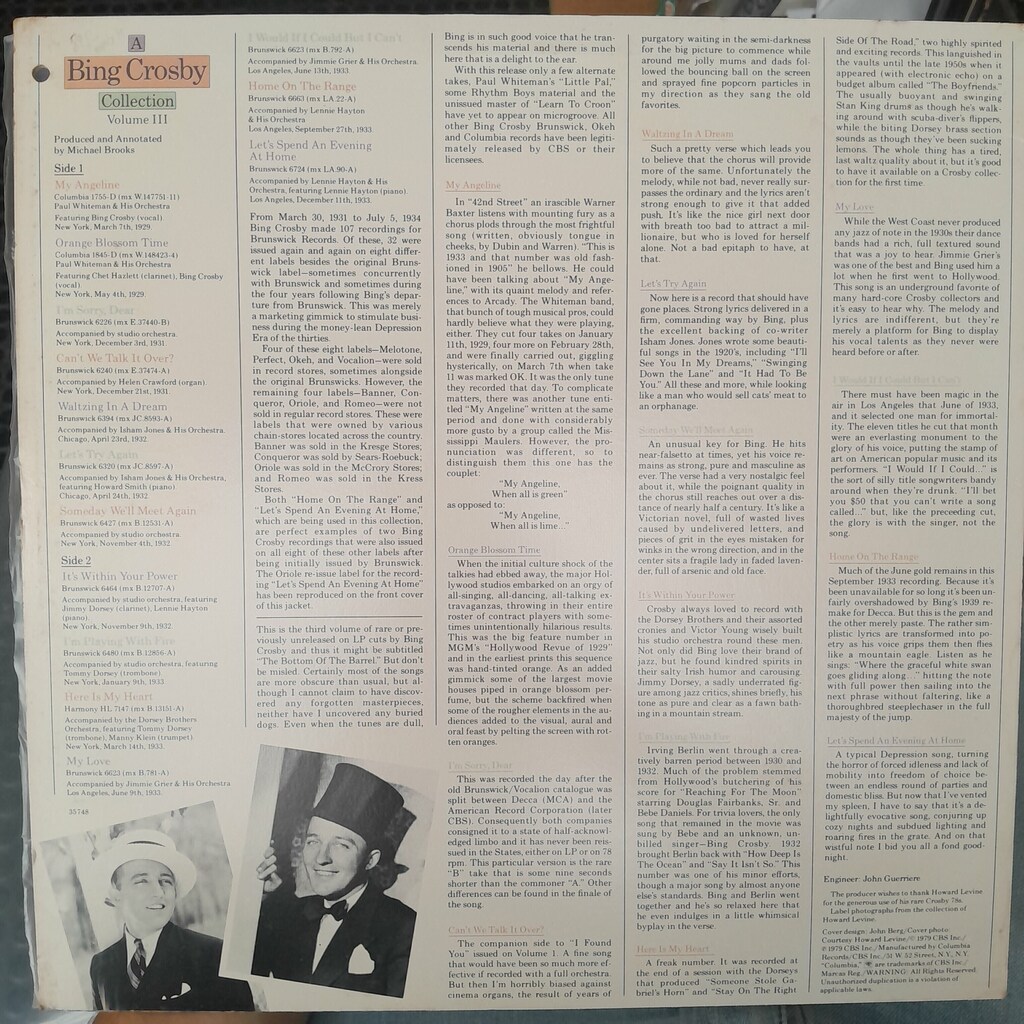 A
Bing Crosby
Collection
Volume III
Produced and Annotated
by Michael Brooks
Side 1
My Angeline
Columbia 1755-D (mx W.147751-11)
Paul Whiteman & His Orchestra
Featuring Bing Crosby (vocal).
New York, March 7th, 1929.
Orange Blossom Time
Columbia 1845-D (mx W.148423-4)
Paul Whiteman & His Orchestra
Featuring Chet Hazlett (clarinet), Bing Crosby
(vocal)
New York, May 4th, 1929.
I'm Sorry, Dear
Brunswick 6226 (mx E.37440-B)
Accompanied by studio orchestra.
New York, December 3rd, 1931.
Can't We Talk It Over?
Brunswick 6240 (mx E.37474-A)
Accompanied by Helen Crawford (organ).
New York, December 21st, 1931
Waltzing In A Dream
Brunswick 6394 (mx JC.8593-A)
Accompanied by Isham Jones & His Orchestra.
Chicago, April 23rd, 1932
Let's Try Again
Brunswick 6320 (mx JC.8597-A)
Accompanied by Isham Jones & His Orchestra,
featuring Howard Smith (piano)
Chicago, April 24th, 1932
Someday We'll Meet Again
Brunswick 6427 (mx B.12531-A)
Accompanied by studio orchestra.
New York, November 4th, 1932.
Side 2
It's Within Your Power
Brunswick 6464 (mx B.12707-A)
Accompanied by studio orchestra, featuring
Jimmy Dorsey (clarinet), Lennie Hayton
(piano).
New York, November 9th, 1932
I'm Playing With Fire
Brunswick 6480 (mx B.12856-A)
Accompanied by studio orchestra, featuring
Tommy Dorsey (trombone)
New York, January 9th, 1933.
Here Is My Heart
Harmony HL 7147 (mx B.13151-A)
Accompanied by the Dorsey Brothers
Orchestra, featuring Tommy Dorsey
(trombone), Manny Klein (trumpet)
New York, March 14th, 1933.
My Love
Brunswick 6623 (mx B.781-A)
Accompanied by Jimmie Grier & His Orchestra
Los Angeles, June 9th, 1933.
35748
I Would If I Could But I Can't
Brunswick 6623 (mx B.792-A)
Accompanied by Jimmie Grier & His Orchestra.
Los Angeles, June 13th, 1933.
Home On The Range
Brunswick 6663 (mx LA.22-A)
Accompanied by Lennie Hayton
& His Orchestra
Los Angeles, September 27th, 1933.
Let's Spend An Evening
At Home
Brunswick 6724 (mx LA.90-A)
Accompanied by Lennie Hayton & His
Orchestra, featuring Lennie Hayton (piano).
Los Angeles, December 11th, 1933.
From March 30, 1931 to July 5, 1934
Bing Crosby made 107 recordings for
Brunswick Records. Of these, 32 were
issued again and again on eight differ-
ent labels besides the original Bruns-
wick label—sometimes concurrently
with Brunswick and sometimes during
the four years following Bing's depar-
ture from Brunswick. This was merely
a marketing gimmick to stimulate busi-
ness during the money-lean Depression
Era of the thirties.
Four of these eight labels—Melotone,
Perfect, Okeh, and Vocalion—were sold
in record stores, sometimes alongside
the original Brunswicks. However, the
remaining four labels—Banner, Con-
queror, Oriole, and Romeo—were not
sold in regular record stores. These were
labels that were owned by various
chain-stores located across the country.
Banner was sold in the Kresge Stores;
Conqueror was sold by Sears-Roebuck;
Oriole was sold in the McCrory Stores;
and Romeo was sold in the Kress
Stores.
Both "Home On The Range" and
"Let's Spend An Evening At Home,"
which are being used in this collection,
are perfect examples of two Bing
Crosby recordings that were also issued
on all eight of these other labels after
being initially issued by Brunswick.
The Oriole re-issue label for the record-
ing "Let's Spend An Evening At Home"
has been reproduced on the front cover
of this jacket.
This is the third volume of rare or pre-
viously unreleased on LP cuts by Bing
Crosby and thus it might be subtitled
"The Bottom Of The Barrel." But don't
be misled. Certainly most of the songs
are more obscure than usual, but al-
though I cannot claim to have discov-
ered any forgotten masterpieces,
neither have I uncovered any buried
dogs. Even when the tunes are dull,
Bing is in such good voice that he tran-
scends his material and there is much
here that is a delight to the ear.
With this release only a few alternate
takes, Paul Whiteman's "Little Pal,"
some Rhythm Boys material and the
unissued master of "Learn To Croon"
have yet to appear on microgroove. All
other Bing Crosby Brunswick, Okeh
and Columbia records have been legiti-
mately released by CBS or their
licensees.
My Angeline
In "42nd Street" an irascible Warner
Baxter listens with mounting fury as a
chorus plods through the most frightful
song (written, obviously tongue in
cheeks, by Dubin and Warren). "This is
1933 and that number was old fash-
ioned in 1905" he bellows. He could
have been talking about "My Ange-
line," with its quaint melody and refer-
ences to Arcady. The Whiteman band,
that bunch of tough musical pros, could
hardly believe what they were playing,
either. They cut four takes on January
11th, 1929, four more on February 28th,
and were finally carried out, giggling
hysterically, on March 7th when take
11 was marked OK. It was the only tune
they recorded that day. To complicate
matters, there was another tune enti-
tled "My Angeline" written at the same
period and done with considerably
more gusto by a group called the Mis-
sissippi Maulers. However, the pro-
nunciation was different, so to
distinguish them this one has the
couplet:
"My Angeline,
When all is green"
as opposed to:
"My Angeline,
When all is lime..."
Orange Blossom Time
When the initial culture shock of the
talkies had ebbed away, the major Hol-
lywood studios embarked on an orgy of
all-singing, all-dancing, all-talking ex-
travaganzas, throwing in their entire
roster of contract players with some-
times unintentionally hilarious results.
This was the big feature number in
MGM's "Hollywood Revue of 1929"
and in the earliest prints this sequence
was hand-tinted orange. As an added
gimmick some of the largest movie
houses piped in orange blossom per-
fume, but the scheme backfired when
some of the rougher elements in the au-
diences added to the visual, aural and
oral feast by pelting the screen with rot-
ten oranges.
I'm Sorry, Dear
This was recorded the day after the
old Brunswick/Vocalion catalogue was
split between Decca (MCA) and the
American Record Corporation (later
CBS). Consequently both companies
consigned it to a state of half-acknowl-
edged limbo and it has never been reis-
sued in the States, either on LP or on 78
rpm. This particular version is the rare
"B" take that is some nine seconds
shorter than the commoner "A." Other
differences can be found in the finale of
the song.
Can't We Talk It Over?
The companion side to "I Found
You" issued on Volume 1. A fine song
that would have been so much more ef-
fective if recorded with a full orchestra.
But then I'm horribly biased against
cinema organs, the result of years of
purgatory waiting in the semi-darkness
for the big picture to commence while
around me jolly mums and dads fol-
lowed the bouncing ball on the screen
and sprayed fine popcorn particles in
my direction as they sang the old
favorites.
Waltzing In A Dream
Such a pretty verse which leads you
to believe that the chorus will provide
more of the same. Unfortunately the
melody, while not bad, never really sur-
passes the ordinary and the lyrics aren't
strong enough to give it that added
push. It's like the nice girl next door
with breath too bad to attract a mil-
lionaire, but who is loved for herself
alone. Not a bad epitaph to have, at
that.
Let's Try Again
Now here is a record that should have
gone places. Strong lyrics delivered in a
firm, commanding way by Bing, plus
the excellent backing of co-writer
Isham Jones. Jones wrote some beauti-
ful songs in the 1920's, including "I'll
See You In My Dreams," "Swinging
Down the Lane" and "It Had To Be
You." All these and more, while looking
like a man who would sell cats' meat to
an orphanage.
Someday We'll Meet Again
An unusual key for Bing. He hits
near-falsetto at times, yet his voice re-
mains as strong, pure and masculine as
ever. The verse had a very nostalgic feel
about it, while the poignant quality in
the chorus still reaches out over a dis-
tance of nearly half a century. It's like a
Victorian novel, full of wasted lives
caused by undelivered letters, and
pieces of grit in the eyes mistaken for
winks in the wrong direction, and in the
center sits a fragile lady in faded laven-
der, full of arsenic and old face.
It's Within Your Power
Crosby always loved to record with
the Dorsey Brothers and their assorted
cronies and Victor Young wisely built
his studio orchestra round these men.
Not only did Bing love their brand of
jazz, but he found kindred spirits in
their salty Irish humor and carousing.
Jimmy Dorsey, a sadly underrated fig-
ure among jazz critics, shines briefly, his
tone as pure and clear as a fawn bath-
ing in a mountain stream.
I'm Playing With Fire
Irving Berlin went through a crea-
tively barren period between 1930 and
1932. Much of the problem stemmed
from Hollywood's butchering of his
score for "Reaching For The Moon"
starring Douglas Fairbanks, Sr. and
Bebe Daniels. For trivia lovers, the only
song that remained in the movie was
sung by Bebe and an unknown, un-
billed singer—Bing Crosby. 1932
brought Berlin back with "How Deep Is
The Ocean" and "Say It Isn't So." This
number was one of his minor efforts,
though a major song by almost anyone
else's standards. Bing and Berlin went
together and he's so relaxed here that
he even indulges in a little whimsical
byplay in the verse.
Here Is My Heart
A freak number. It was recorded at
the end of a session with the Dorseys
that produced "Someone Stole Ga-
briel's Horn" and "Stay On The Right
Side Of The Road," two highly spirited
and exciting records. This languished in
the vaults until the late 1950s when it
appeared (with electronic echo) on a
budget album called "The Boyfriends."
The usually buoyant and swinging
Stan King drums as though he's walk-
ing around with scuba-diver's flippers,
while the biting Dorsey brass section
sounds as though they've been sucking
lemons. The whole thing has a tired,
last waltz quality about it, but it's good
to have it available on a Crosby collec-
tion for the first time.
My Love
While the West Coast never produced
any jazz of note in the 1930s their dance
bands had a rich, full textured sound
that was a joy to hear. Jimmie Grier's
was one of the best and Bing used him a
lot when he first went to Hollywood.
This song is an underground favorite of
many hard-core Crosby collectors and
it's easy to hear why. The melody and
lyrics are indifferent, but they're
merely a platform for Bing to display
his vocal talents as they never were
heard before or after.
I Would If I Could But I Can't
There must have been magic in the
air in Los Angeles that June of 1933,
and it selected one man for immortal-
ity. The eleven titles he cut that month
were an everlasting monument to the
glory of his voice, putting the stamp of
art on American popular music and its
performers. "I Would If I Could..." is
the sort of silly title songwriters bandy
around when they're drunk. "I'll bet
you $50 that you can't write a song
called..." but, like the preceeding cut,
the glory is with the singer, not the
song.
Home On The Range
Much of the June gold remains in this
September 1933 recording. Because it's
been unavailable for so long it's been un-
fairly overshadowed by Bing's 1939 re-
make for Decca. But this is the gem and
the other merely paste. The rather sim-
plistic lyrics are transformed into po-
etry as his voice grips them then flies
like a mountain eagle. Listen as he
sings: "Where the graceful white swan
goes gliding along..." hitting the note
with full power then sailing into the
next phrase without faltering, like a
thoroughbred steeplechaser in the full
majesty of the jump.
Let's Spend An Evening At Home
A typical Depression song, turning
the horror of forced idleness and lack of
mobility into freedom of choice be-
tween an endless round of parties and
domestic bliss. But now that I've vented
my spleen, I have to say that it's a de-
lightfully evocative song, conjuring up
cozy nights and subdued lighting and
roaring fires in the grate. And on that
wistful note I bid you all a fond good-
night.
Engineer: John Guerriere
The producer wishes to thank Howard Levine
for the generous use of his rare Crosby 78s.
Label photographs from the collection of
Howard Levine.
Cover design: John Berg/Cover photo:
Courtesy Howard Levine/© 1979 CBS Inc./
℗ 1979 CBS Inc./Manufactured by Columbia
Records/CBS Inc./51 W. 52 Street, N.Y., N.Y.
"Columbia," are trademarks of CBS Inc./
Marcas Reg./WARNING: All Rights Reserved.
Unauthorized duplication is a violation of
applicable laws.